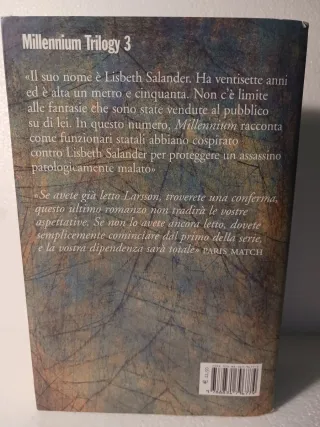 Millennium Trilogy 3
«Il suo nome è Lisbeth Salander. Ha ventisette anni
ed è alta un metro e cinquanta. Non c'è limite
alle fantasie che sono state vendute al pubblico
su di lei. In questo numero, Millennium racconta
come funzionari statali abbiano cospirato
contro Lisbeth Salander per proteggere un assassino
patologicamente malato»
«Se avete già letto Larsson, troverete una conferma,
questo ultimo romanzo non tradirà le vostre
aspettative. Se non lo avete ancora letto, dovete
semplicemente cominciare dal primo della serie,
e la vostra dipendenza sarà totale» PARIS MATCH